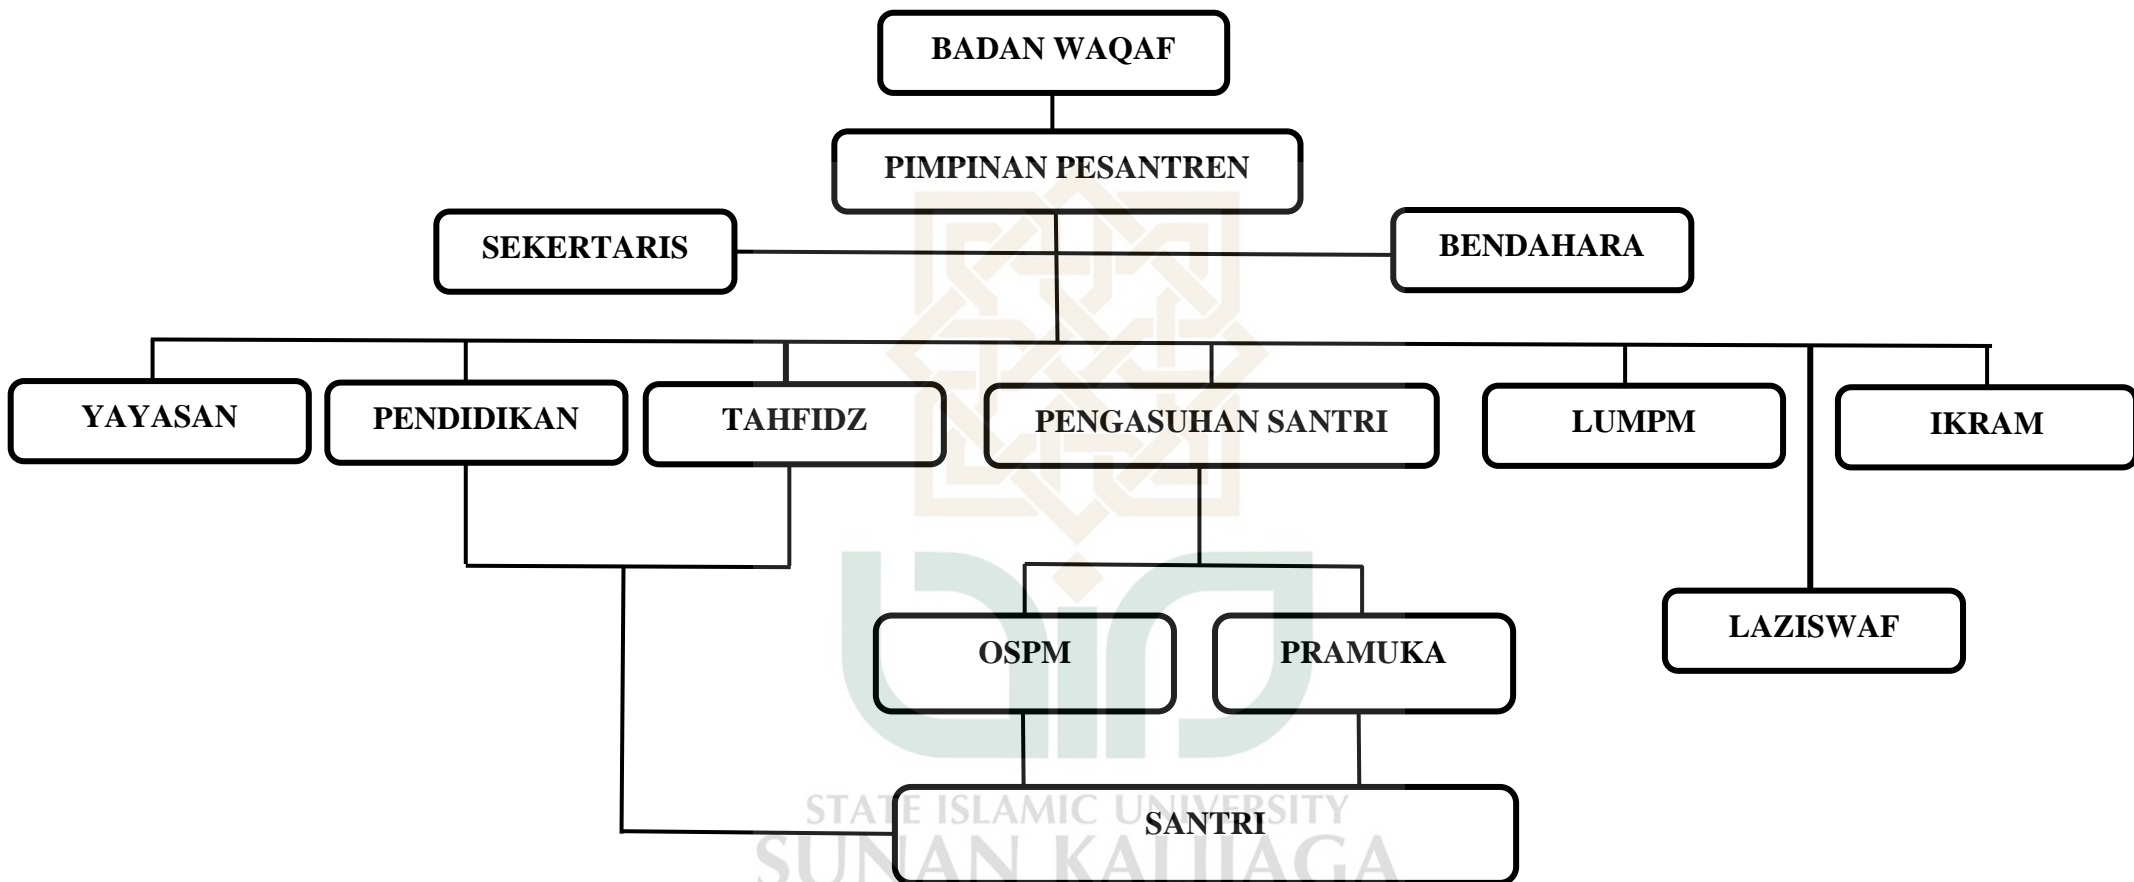 BADAN WAQAF
PIMPINAN PESANTREN
SEKERTARIS
BENDAHARA
YAYASAN
PENDIDIKAN
TAHFIDZ
PENGASUHAN SANTRI
LUMPM
IKRAM
LAZISWAF
OSPM
PRAMUKA
STATE ISLAMIC UNIVERSITY
SANTRI
SUNAN KALIJAGA